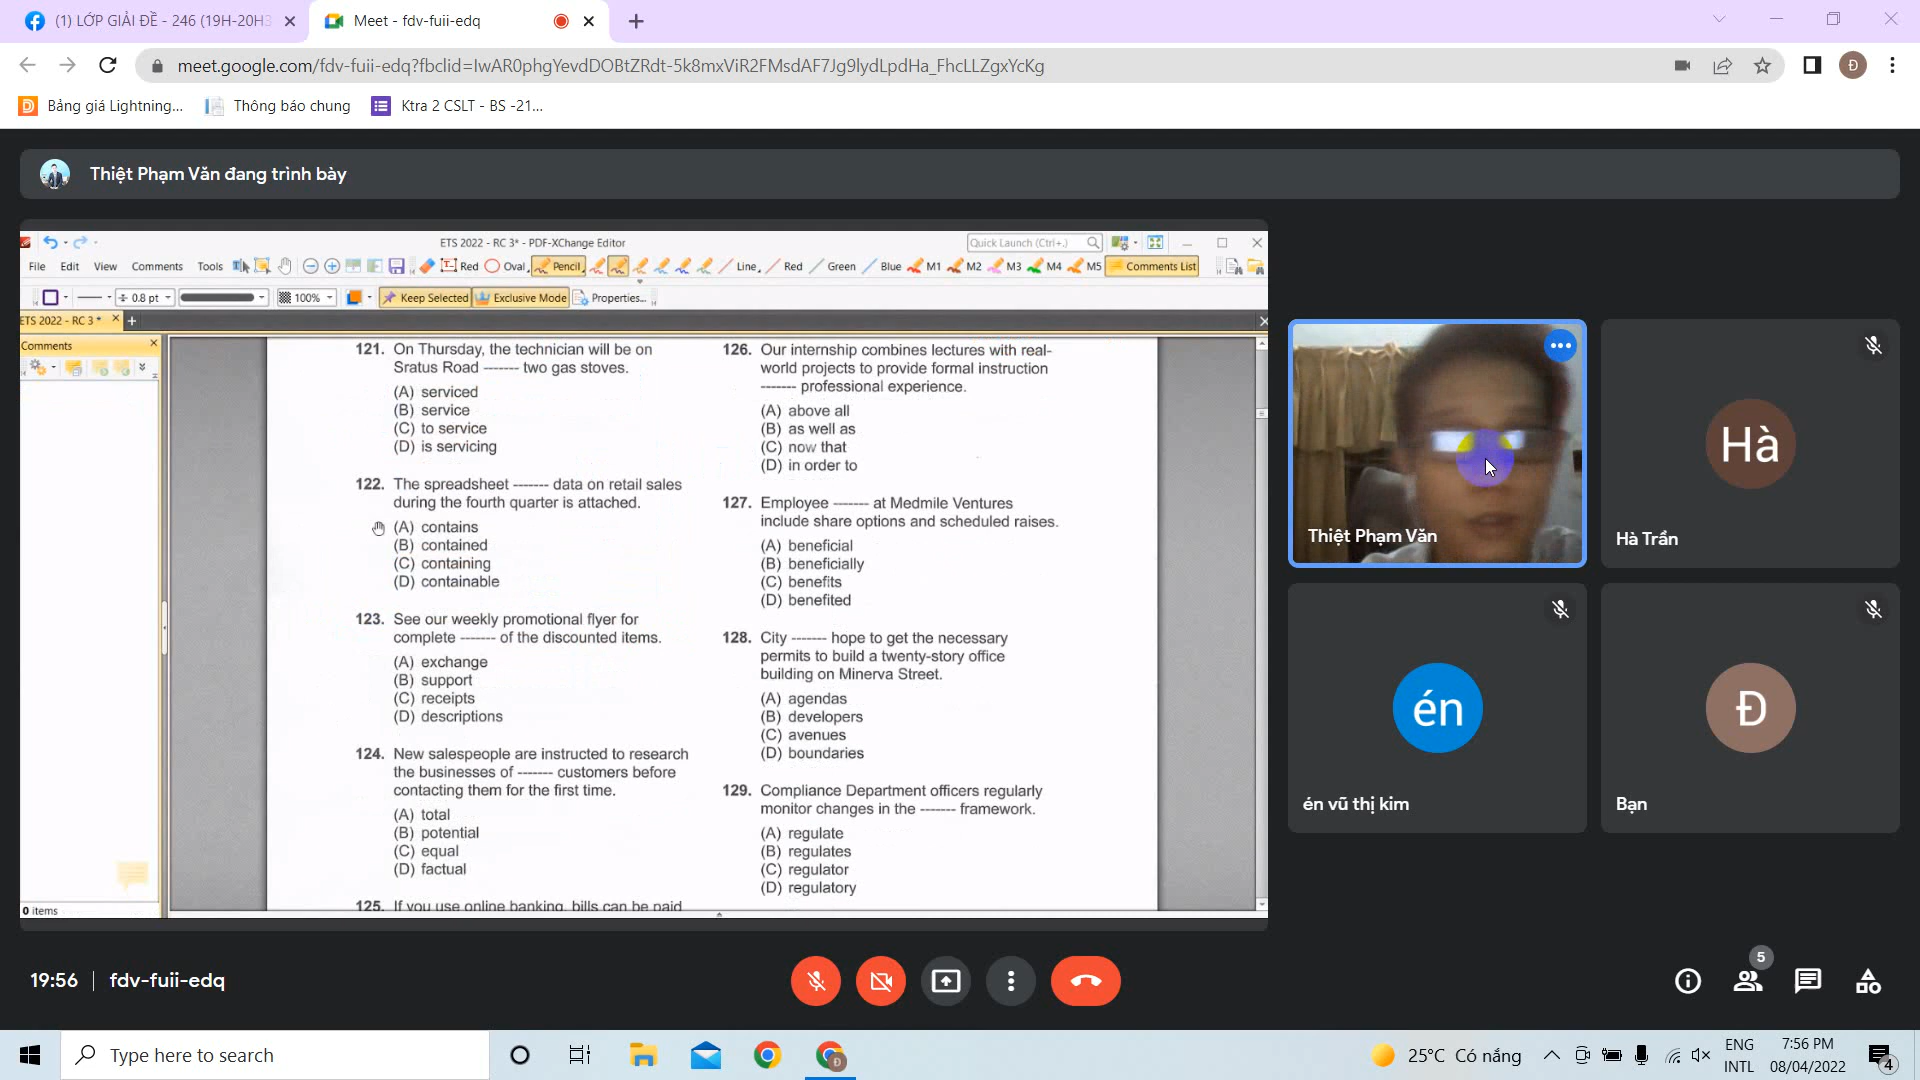 (1) LỚP GIẢI ĐỀ - 246 (19H-20H3
Meet - fdv-fuii-edq
meet.google.com/fdv-fuii-edq?fbclid=IwAR0phgYevdDOBtZRdt-5k8mxViR2FMsdAF7Jg9lydLpdHa_FhcLLZgxYcKg
Đ
Bảng giá Lightning...
Thông báo chung
Ktra 2 CSLT - BS -21...
Thiệt Phạm Văn đang trình bày
ETS 2022 - RC 3* - PDF-XChange Editor
Quick Launch (Ctrl+.)
File Edit View Comments Tools
Red Oval Pencil Line Red Green Blue M1 M2 M3 M4 M5 Comments List
0.8 pt 100% Keep Selected Exclusive Mode Properties...
ETS 2022 - RC 3 *
Comments
0 items
121. On Thursday, the technician will be on
Sratus Road ------- two gas stoves.
(A) serviced
(B) service
(C) to service
(D) is servicing
122. The spreadsheet ------- data on retail sales
during the fourth quarter is attached.
(A) contains
(B) contained
(C) containing
(D) containable
123. See our weekly promotional flyer for
complete ------- of the discounted items.
(A) exchange
(B) support
(C) receipts
(D) descriptions
124. New salespeople are instructed to research
the businesses of ------- customers before
contacting them for the first time.
(A) total
(B) potential
(C) equal
(D) factual
125. If you use online banking, bills can be paid
126. Our internship combines lectures with real-
world projects to provide formal instruction
------- professional experience.
(A) above all
(B) as well as
(C) now that
(D) in order to
127. Employee ------- at Medmile Ventures
include share options and scheduled raises.
(A) beneficial
(B) beneficially
(C) benefits
(D) benefited
128. City ------- hope to get the necessary
permits to build a twenty-story office
building on Minerva Street.
(A) agendas
(B) developers
(C) avenues
(D) boundaries
129. Compliance Department officers regularly
monitor changes in the ------- framework.
(A) regulate
(B) regulates
(C) regulator
(D) regulatory
Thiệt Phạm Văn
Hà
Hà Trần
én
én vũ thị kim
Đ
Bạn
19:56 | fdv-fuii-edq
5
Type here to search
25°C Có nắng
ENG
INTL
7:56 PM
08/04/2022
4